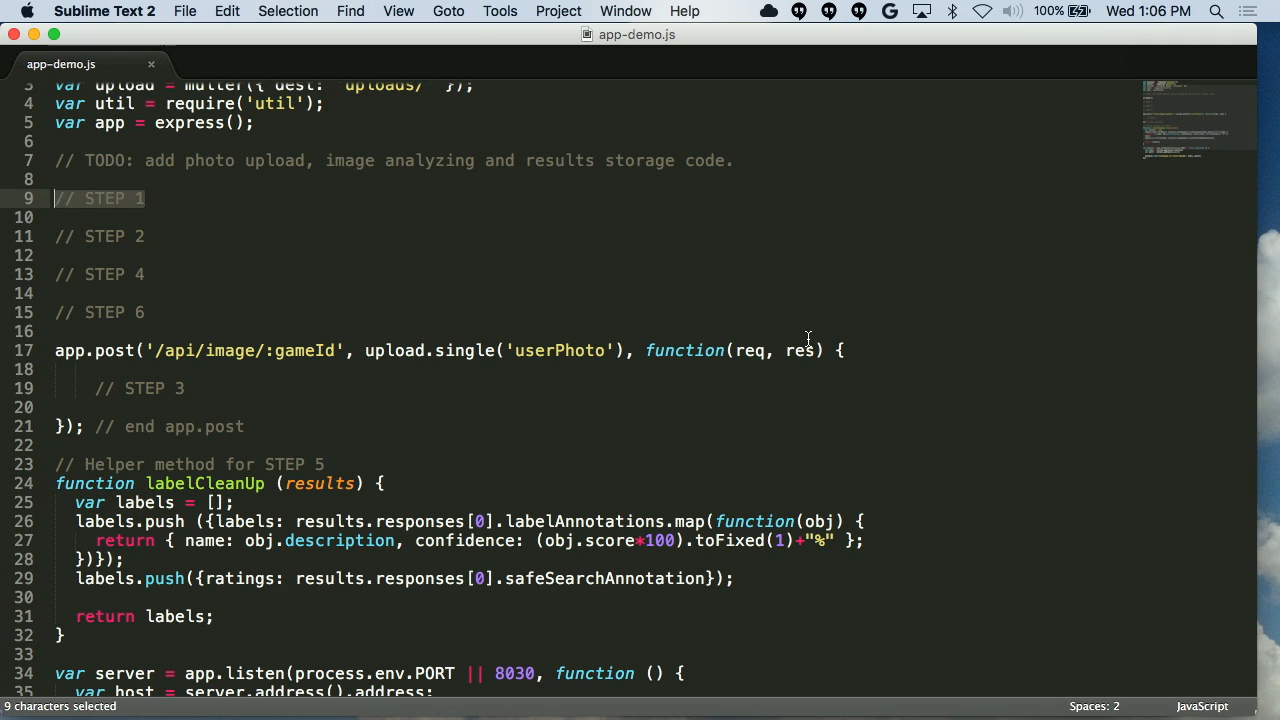 Sublime Text 2 File Edit Selection Find View Goto Tools Project Window Help 100% Wed 1:06 PM
app-demo.js
app-demo.js ×
3 var upload = multer({ dest: 'uploads/' });
4 var util = require('util');
5 var app = express();
6
7 // TODO: add photo upload, image analyzing and results storage code.
8
9 // STEP 1
10
11 // STEP 2
12
13 // STEP 4
14
15 // STEP 6
16
17 app.post('/api/image/:gameId', upload.single('userPhoto'), function(req, res) {
18
19 // STEP 3
20
21 }); // end app.post
22
23 // Helper method for STEP 5
24 function labelCleanUp (results) {
25 var labels = [];
26 labels.push ({labels: results.responses[0].labelAnnotations.map(function(obj) {
27 return { name: obj.description, confidence: (obj.score*100).toFixed(1)+"%" };
28 })});
29 labels.push({ratings: results.responses[0].safeSearchAnnotation});
30
31 return labels;
32 }
33
34 var server = app.listen(process.env.PORT || 8030, function () {
35 var host = server.address().address;
9 characters selected Spaces: 2 JavaScript